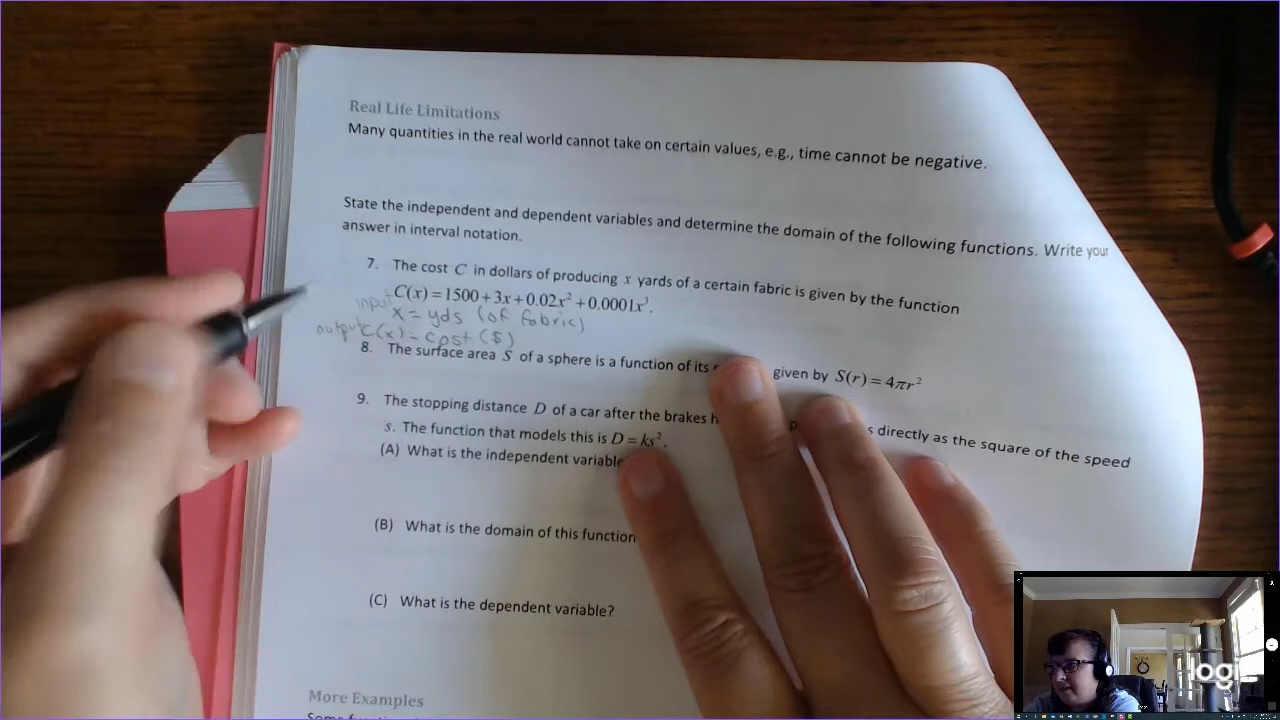 Real Life Limitations
Many quantities in the real world cannot take on certain values, e.g., time cannot be negative.
State the independent and dependent variables and determine the domain of the following functions. Write your
answer in interval notation.
7. The cost C in dollars of producing x yards of a certain fabric is given by the function
C(x) = 1500 + 3x + 0.02x² + 0.0001x³.
input x = yds (of fabric)
output C(x) = cost ($)
8. The surface area S of a sphere is a function of its given by S(r) = 4πr²
9. The stopping distance D of a car after the brakes directly as the square of the speed
s. The function that models this is D = ks².
(A) What is the independent variable
(B) What is the domain of this function
(C) What is the dependent variable?
More Examples
logi